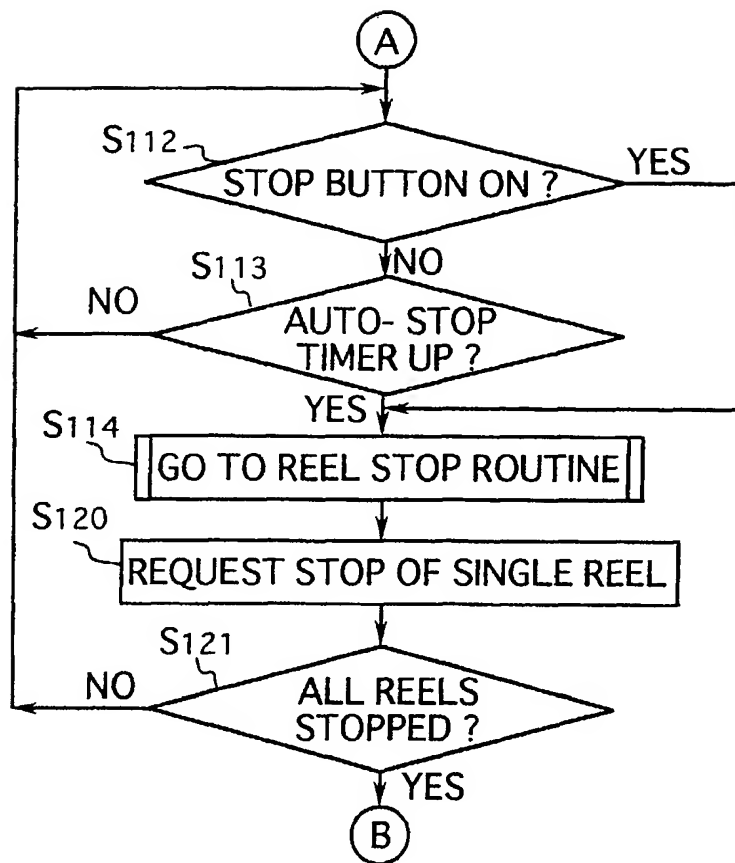 A
S112
STOP BUTTON ON ?
YES
NO
S113
NO
AUTO- STOP
TIMER UP ?
YES
S114
GO TO REEL STOP ROUTINE
S120
REQUEST STOP OF SINGLE REEL
S121
NO
ALL REELS
STOPPED ?
YES
B